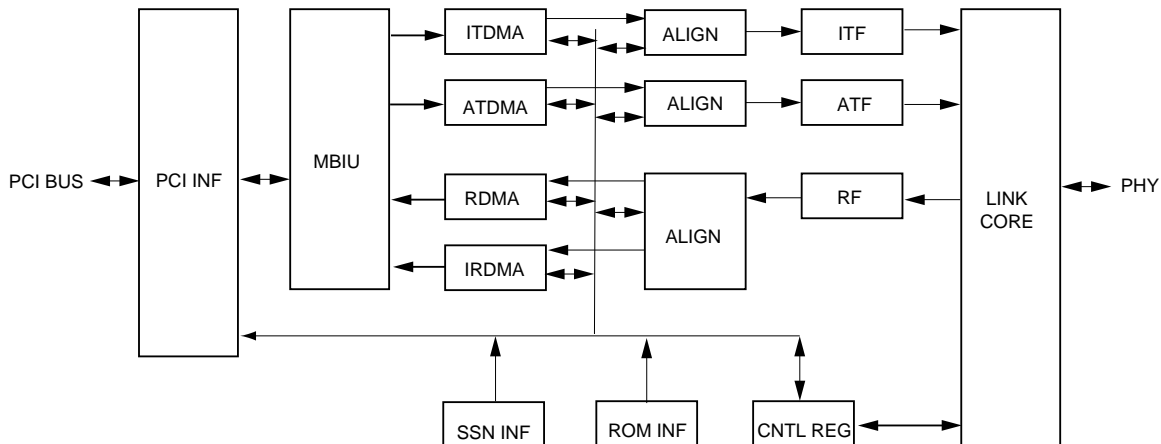 ITDMA
ALIGN
ITF
ATDMA
ALIGN
ATF
PCI BUS
PCI INF
MBIU
RDMA
ALIGN
RF
LINK
CORE
PHY
IRDMA
SSN INF
ROM INF
CNTL REG